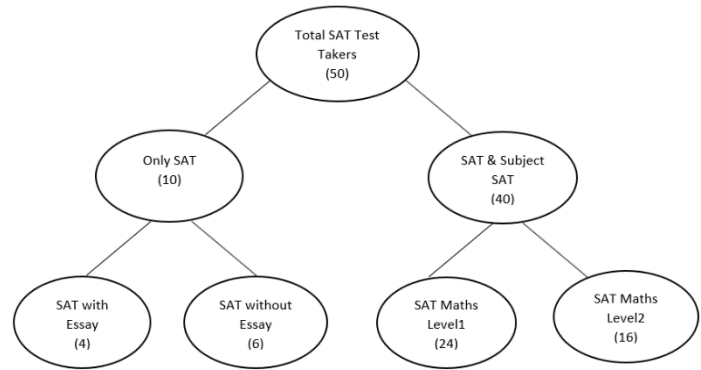 Total SAT Test
Takers
(50)
Only SAT
(10)
SAT & Subject
SAT
(40)
SAT with
Essay
(4)
SAT without
Essay
(6)
SAT Maths
Level1
(24)
SAT Maths
Level2
(16)